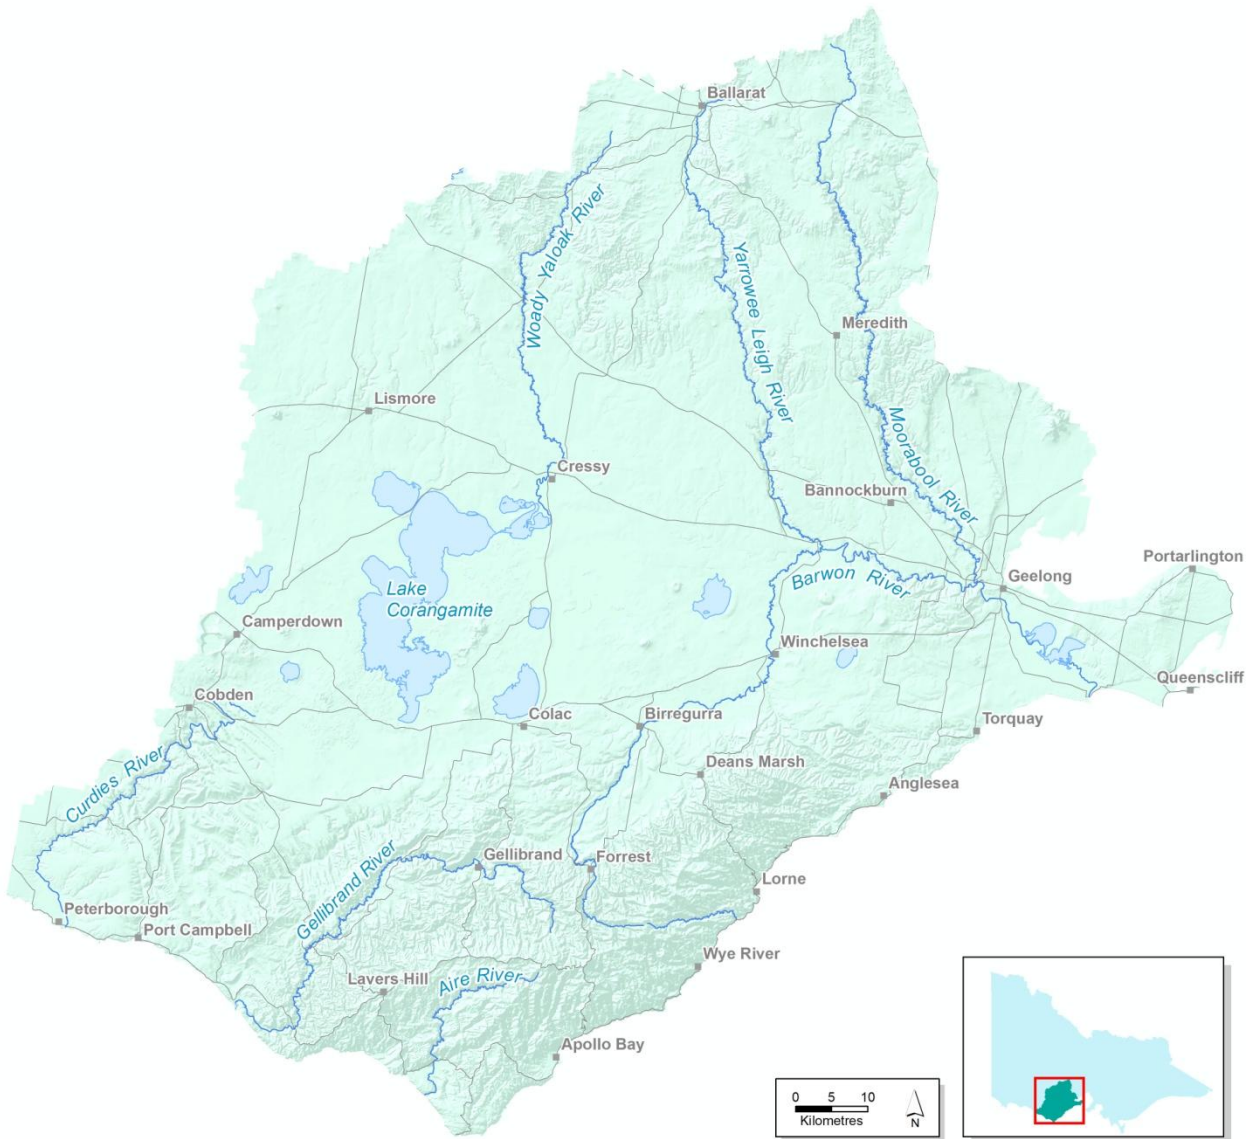 Ballarat
Woady Yaloak River
Yarrowee Leigh River
Meredith
Lismore
Moorabool River
Cressy
Bannockburn
Portarlington
Barwon River
Geelong
Lake
Corangamite
Camperdown
Winchelsea
Queenscliff
Cobden
Colac
Birregurra
Torquay
Curdies River
Deans Marsh
Anglesea
Gellibrand River
Gellibrand
Forrest
Lorne
Peterborough
Port Campbell
Wye River
Lavers Hill
Aire River
Apollo Bay
0 5 10
Kilometres
N